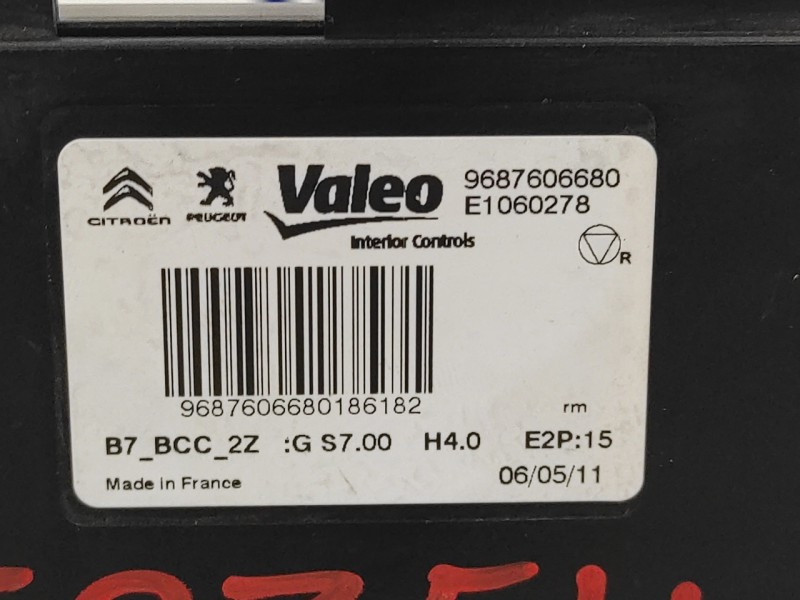 CITROËN PEUGEOT Valeo 9687606680
E1060278
Interior Controls
R
9687606680186182
rm
B7_BCC_2Z :G S7.00 H4.0 E2P:15
Made in France 06/05/11